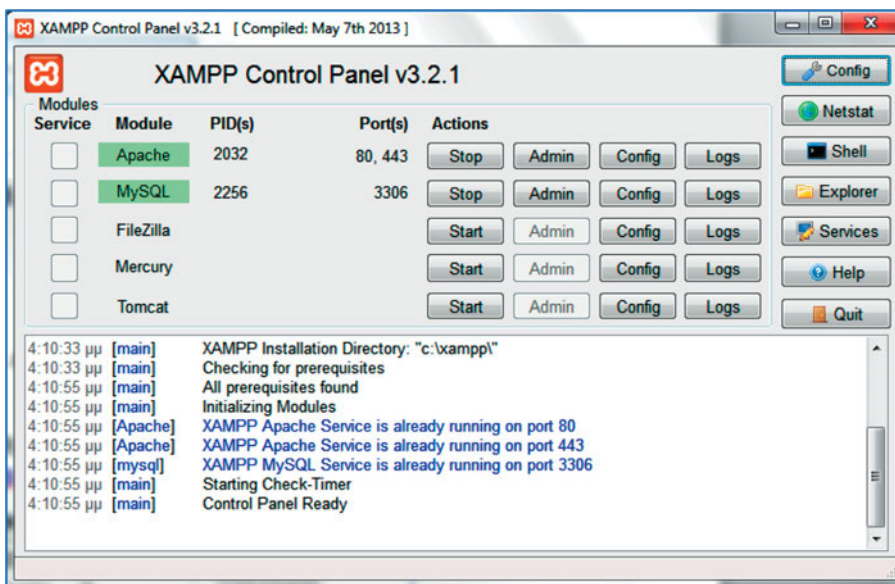 XAMPP Control Panel v3.2.1 [ Compiled: May 7th 2013 ]
XAMPP Control Panel v3.2.1
Config
Modules
Service Module PID(s) Port(s) Actions
Netstat
Apache 2032 80, 443 Stop Admin Config Logs
Shell
MySQL 2256 3306 Stop Admin Config Logs
Explorer
FileZilla Start Admin Config Logs
Services
Mercury Start Admin Config Logs
Help
Tomcat Start Admin Config Logs
Quit
4:10:33 μμ [main] XAMPP Installation Directory: "c:\xampp\"
4:10:33 μμ [main] Checking for prerequisites
4:10:55 μμ [main] All prerequisites found
4:10:55 μμ [main] Initializing Modules
4:10:55 μμ [Apache] XAMPP Apache Service is already running on port 80
4:10:55 μμ [Apache] XAMPP Apache Service is already running on port 443
4:10:55 μμ [mysql] XAMPP MySQL Service is already running on port 3306
4:10:55 μμ [main] Starting Check-Timer
4:10:55 μμ [main] Control Panel Ready